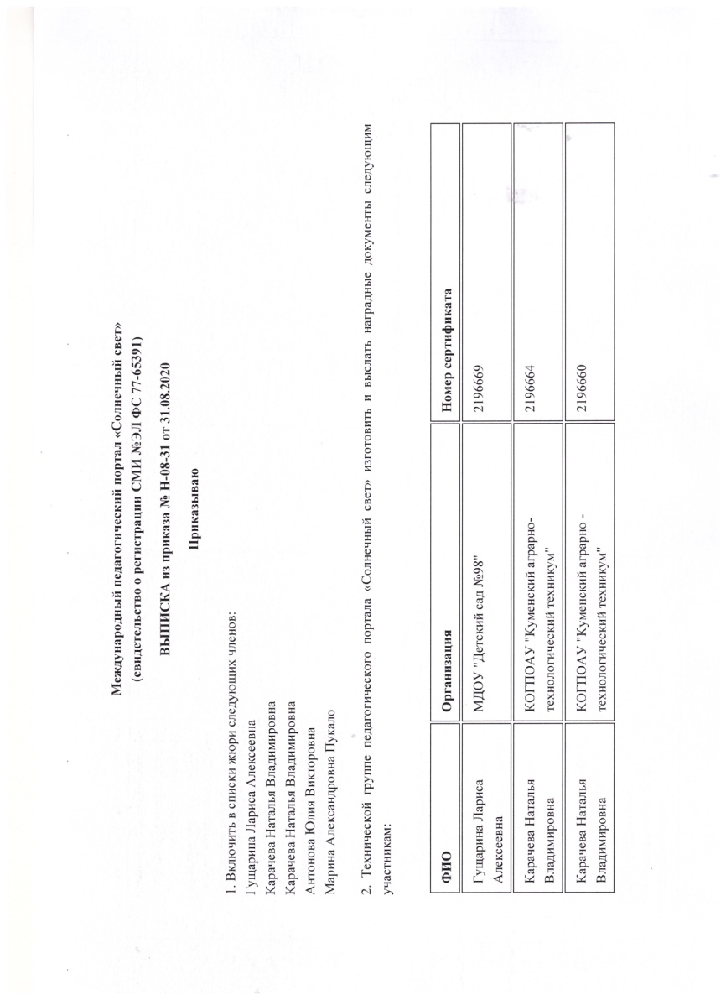 Международный педагогический портал «Солнечный свет»
(свидетельство о регистрации СМИ №ЭЛ ФС 77-65391)
ВЫПИСКА из приказа № Н-08-31 от 31.08.2020
Приказываю
1. Включить в списки жюри следующих членов:
Гущарина Лариса Алексеевна
Карачева Наталья Владимировна
Карачева Наталья Владимировна
Антонова Юлия Викторовна
Марина Александровна Пукало
2. Технической группе педагогического портала «Солнечный свет» изготовить и выслать наградные документы следующим
участникам:
ФИО Организация Номер сертификата
Гущарина Лариса МДОУ "Детский сад №98" 2196669
Алексеевна
Карачева Наталья КОГПОАУ "Куменский аграрно- 2196664
Владимировна технологический техникум"
Карачева Наталья КОГПОАУ "Куменский аграрно - 2196660
Владимировна технологический техникум"